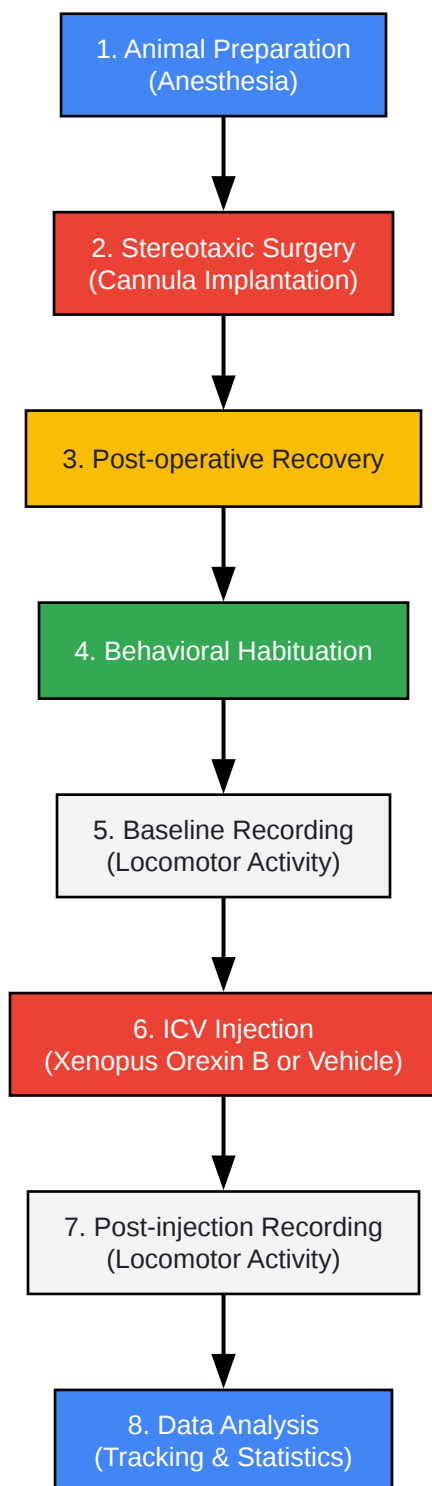 1. Animal Preparation
(Anesthesia)
2. Stereotaxic Surgery
(Cannula Implantation)
3. Post-operative Recovery
4. Behavioral Habituation
5. Baseline Recording
(Locomotor Activity)
6. ICV Injection
(Xenopus Orexin B or Vehicle)
7. Post-injection Recording
(Locomotor Activity)
8. Data Analysis
(Tracking & Statistics)